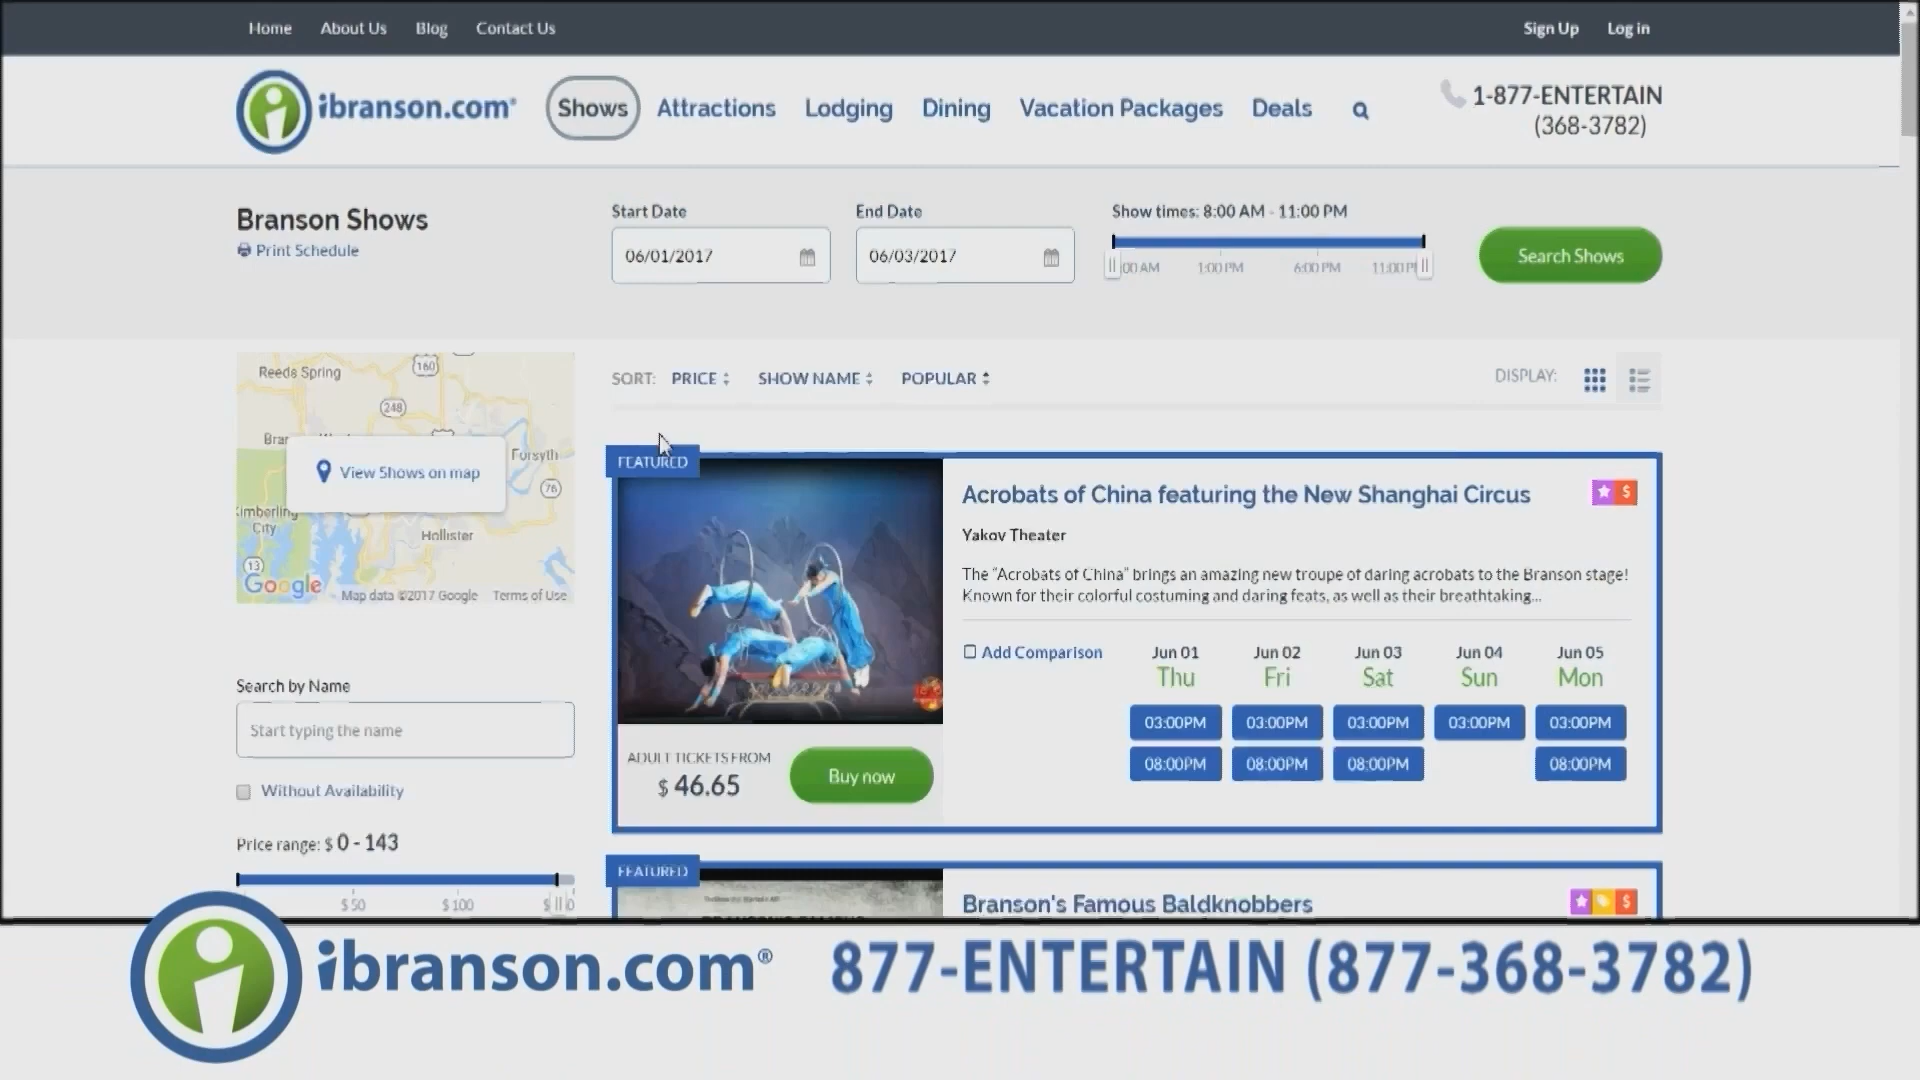 Home About Us Blog Contact Us Sign Up Log in
ibranson.com® Shows Attractions Lodging Dining Vacation Packages Deals 1-877-ENTERTAIN
(368-3782)
Branson Shows
Print Schedule
Start Date End Date Show times: 8:00 AM - 11:00 PM
06/01/2017 06/03/2017 Search Shows
:00 AM 1:00 PM 6:00 PM 11:00 P
SORT: PRICE SHOW NAME POPULAR DISPLAY:
Reeds Spring 160
248
Bran
View Shows on map
Forsyth
76
Kimberling
City
Hollister
13
Google Map data ©2017 Google Terms of Use
Search by Name
Start typing the name
Without Availability
Price range: $ 0 - 143
$ 50 $ 100 $
FEATURED
Acrobats of China featuring the New Shanghai Circus $
Yakov Theater
The "Acrobats of China" brings an amazing new troupe of daring acrobats to the Branson stage!
Known for their colorful costuming and daring feats, as well as their breathtaking...
Add Comparison Jun 01 Jun 02 Jun 03 Jun 04 Jun 05
Thu Fri Sat Sun Mon
03:00PM 03:00PM 03:00PM 03:00PM 03:00PM
08:00PM 08:00PM 08:00PM 08:00PM
ADULT TICKETS FROM
$ 46.65
Buy now
FEATURED
Branson's Famous Baldknobbers $
ibranson.com® 877-ENTERTAIN (877-368-3782)